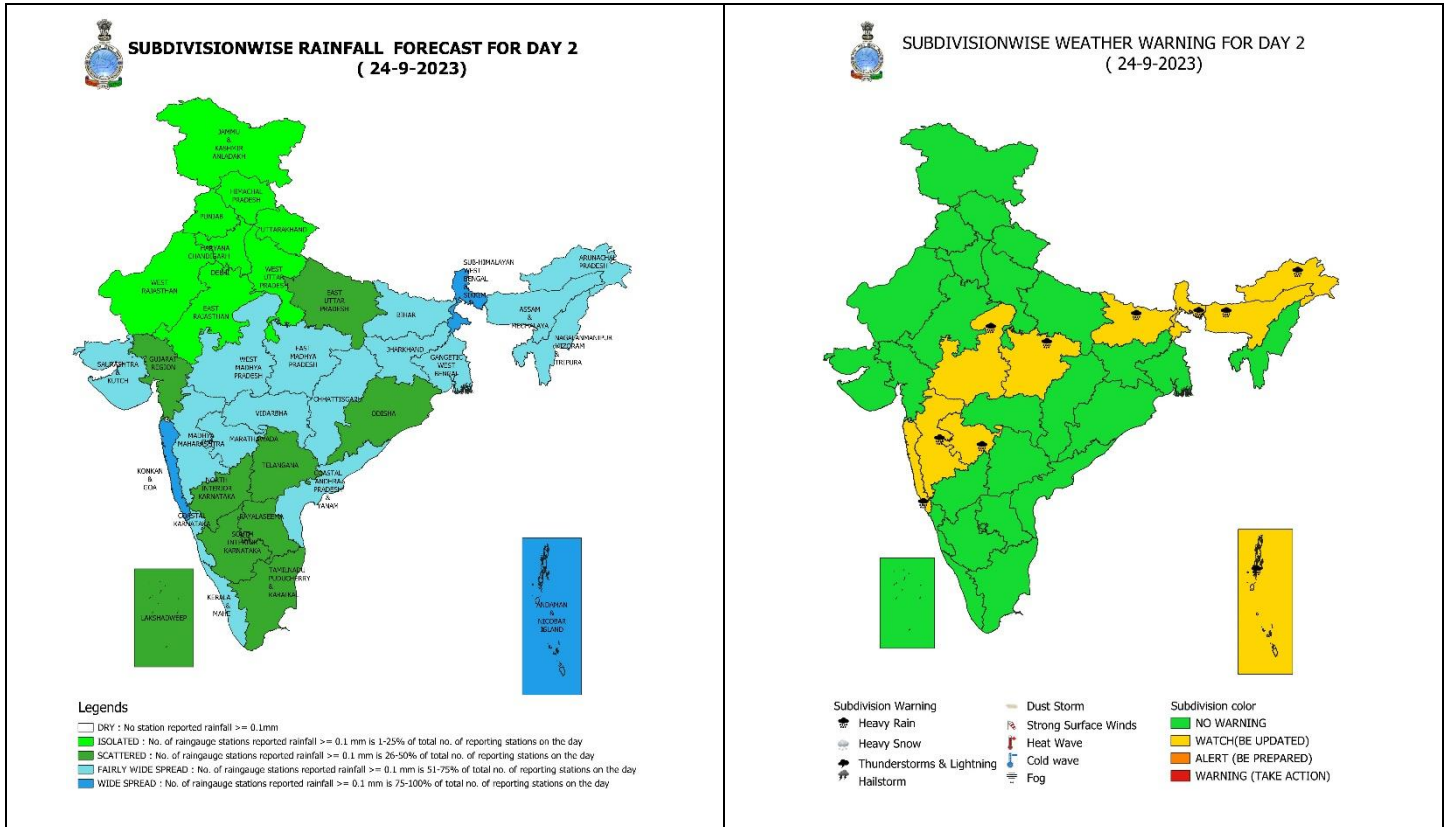 SUBDIVISIONWISE RAINFALL FORECAST FOR DAY 2
( 24-9-2023)
JAMMU
&
KASHMIR
ANLADAKH
HIMACHAL
PRADESH
PUNJAB
UTTARAKHAND
HARYANA
CHANDIGARH
&
DELHI
WEST
UTTAR
PRADESH
WEST
RAJASTHAN
EAST
RAJASTHAN
EAST
UTTAR
PRADESH
SUB-HIMALAYAN
WEST
BENGAL
&
SIKKIM
ARUNACHAL
PRADESH
ASSAM
&
MEGHALAYA
NAGALANMANIPUR
MIZORAM
&
TRIPURA
BIHAR
JHARKHAND
GANGETIC
WEST
BENGAL
SAURASHTRA
&
KUTCH
GUJARAT
REGION
WEST
MADHYA
PRADESH
EAST
MADHYA
PRADESH
CHHATTISGARH
ODISHA
VIDARBHA
MADHYA
MAHARASHTRA
MARATHAWADA
TELANGANA
KONKAN
&
GOA
NORTH
INTERIOR
KARNATAKA
COASTAL
ANDHRA
PRADESH
&
YANAM
COASTAL
KARNATAKA
RAYALASEEMA
SOUTH
INTERIOR
KARNATAKA
TAMILNADU
PUDUCHERRY
&
KARAIKAL
KERALA
&
MAHE
LAKSHADWEEP
ANDAMAN
&
NICOBAR
ISLAND
Legends
DRY : No station reported rainfall >= 0.1mm
ISOLATED : No. of raingauge stations reported rainfall >= 0.1 mm is 1-25% of total no. of reporting stations on the day
SCATTERED : No. of raingauge stations reported rainfall >= 0.1 mm is 26-50% of total no. of reporting stations on the day
FAIRLY WIDE SPREAD : No. of raingauge stations reported rainfall >= 0.1 mm is 51-75% of total no. of reporting stations on the day
WIDE SPREAD : No. of raingauge stations reported rainfall >= 0.1 mm is 75-100% of total no. of reporting stations on the day
SUBDIVISIONWISE WEATHER WARNING FOR DAY 2
( 24-9-2023)
Subdivision Warning
Heavy Rain
Heavy Snow
Thunderstorms & Lightning
Hailstorm
Dust Storm
Strong Surface Winds
Heat Wave
Cold wave
Fog
Subdivision color
NO WARNING
WATCH(BE UPDATED)
ALERT (BE PREPARED)
WARNING (TAKE ACTION)